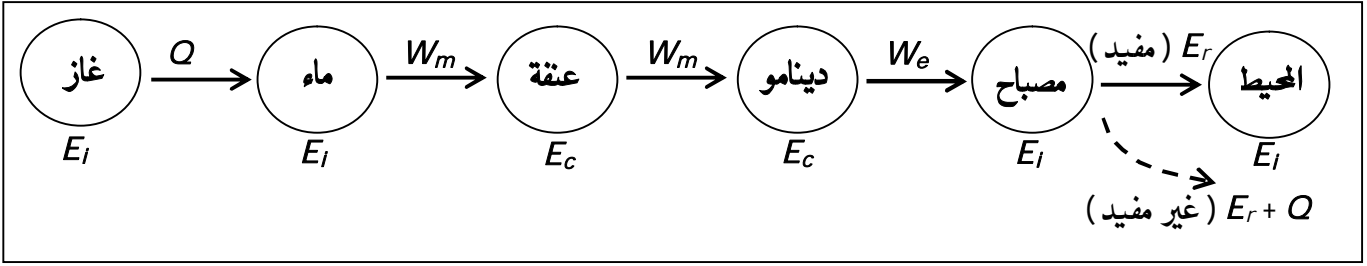 غاز Q ماء Wm عنفة Wm دينامو We مصباح (مفيد) Er المحيط
Ei Ei Ec Ec Ei Ei
(غير مفيد) Er + Q